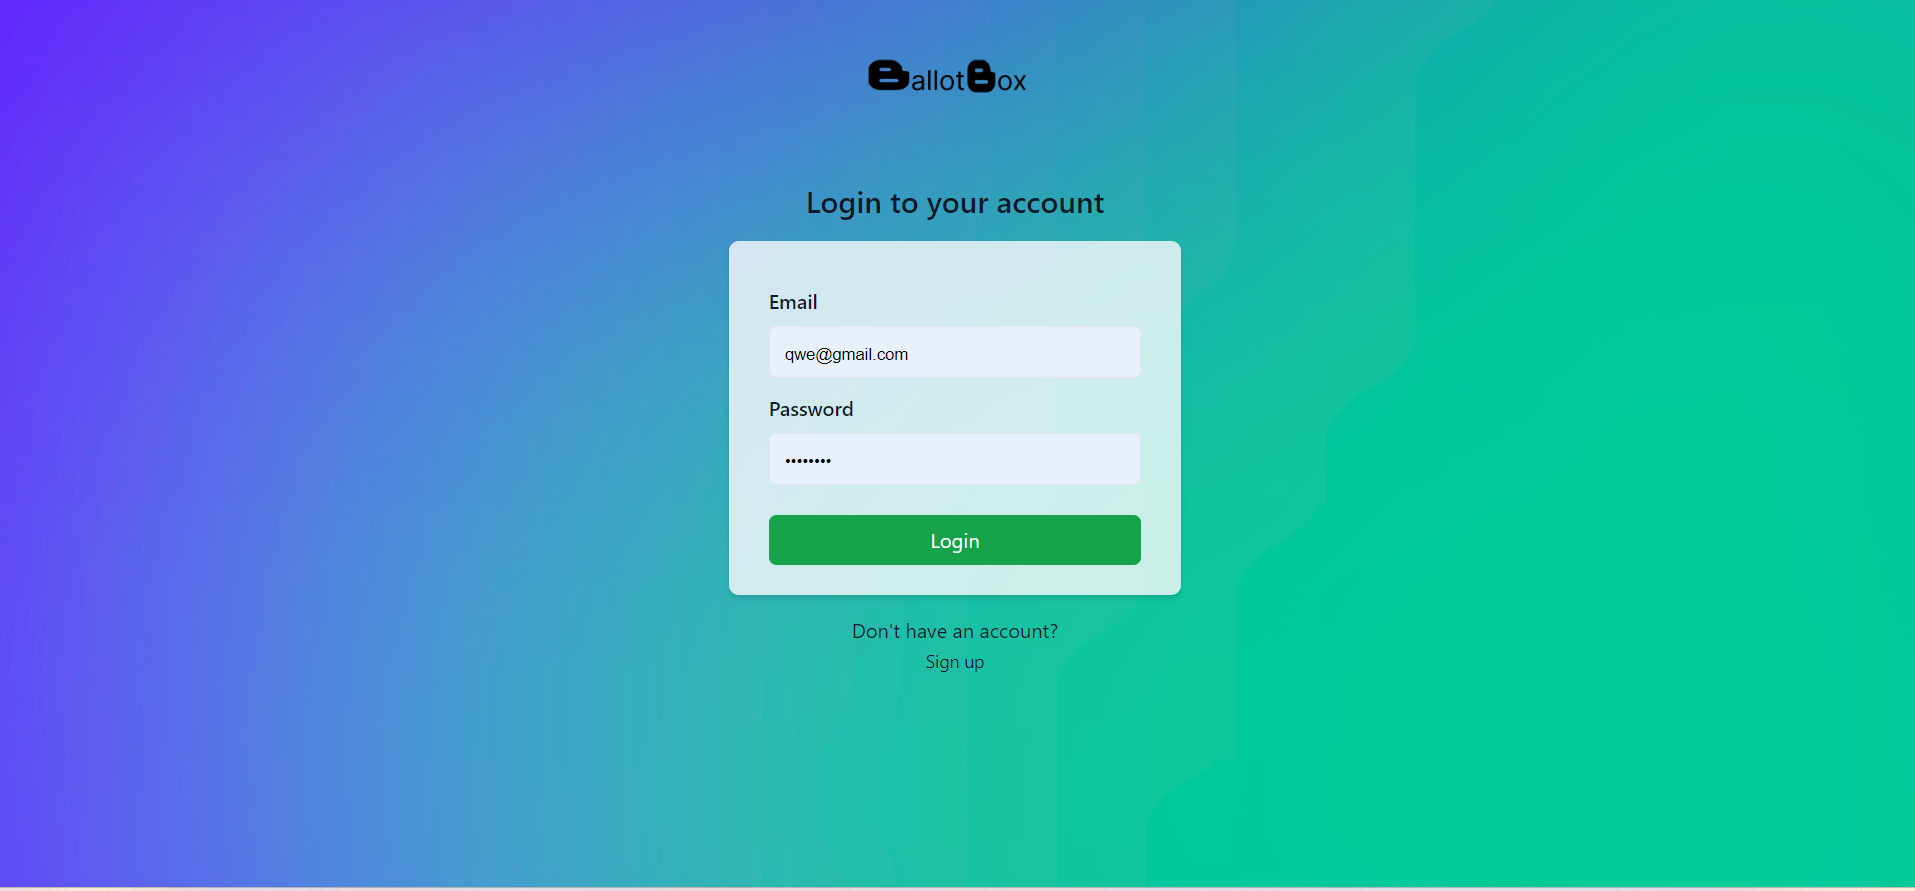 BallotBox
Login to your account
Email
qwe@gmail.com
Password
••••••••
Login
Don't have an account?
Sign up